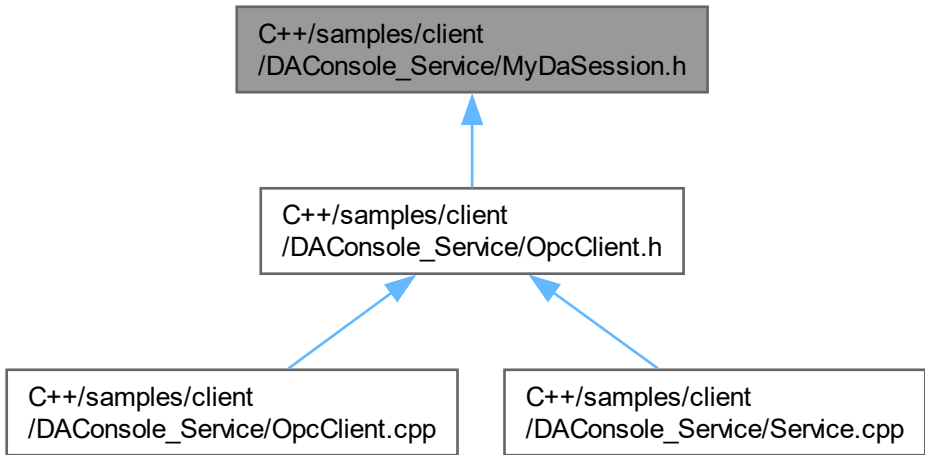 C++/samples/client
/DAConsole_Service/MyDaSession.h
C++/samples/client
/DAConsole_Service/OpcClient.h
C++/samples/client
/DAConsole_Service/OpcClient.cpp
C++/samples/client
/DAConsole_Service/Service.cpp